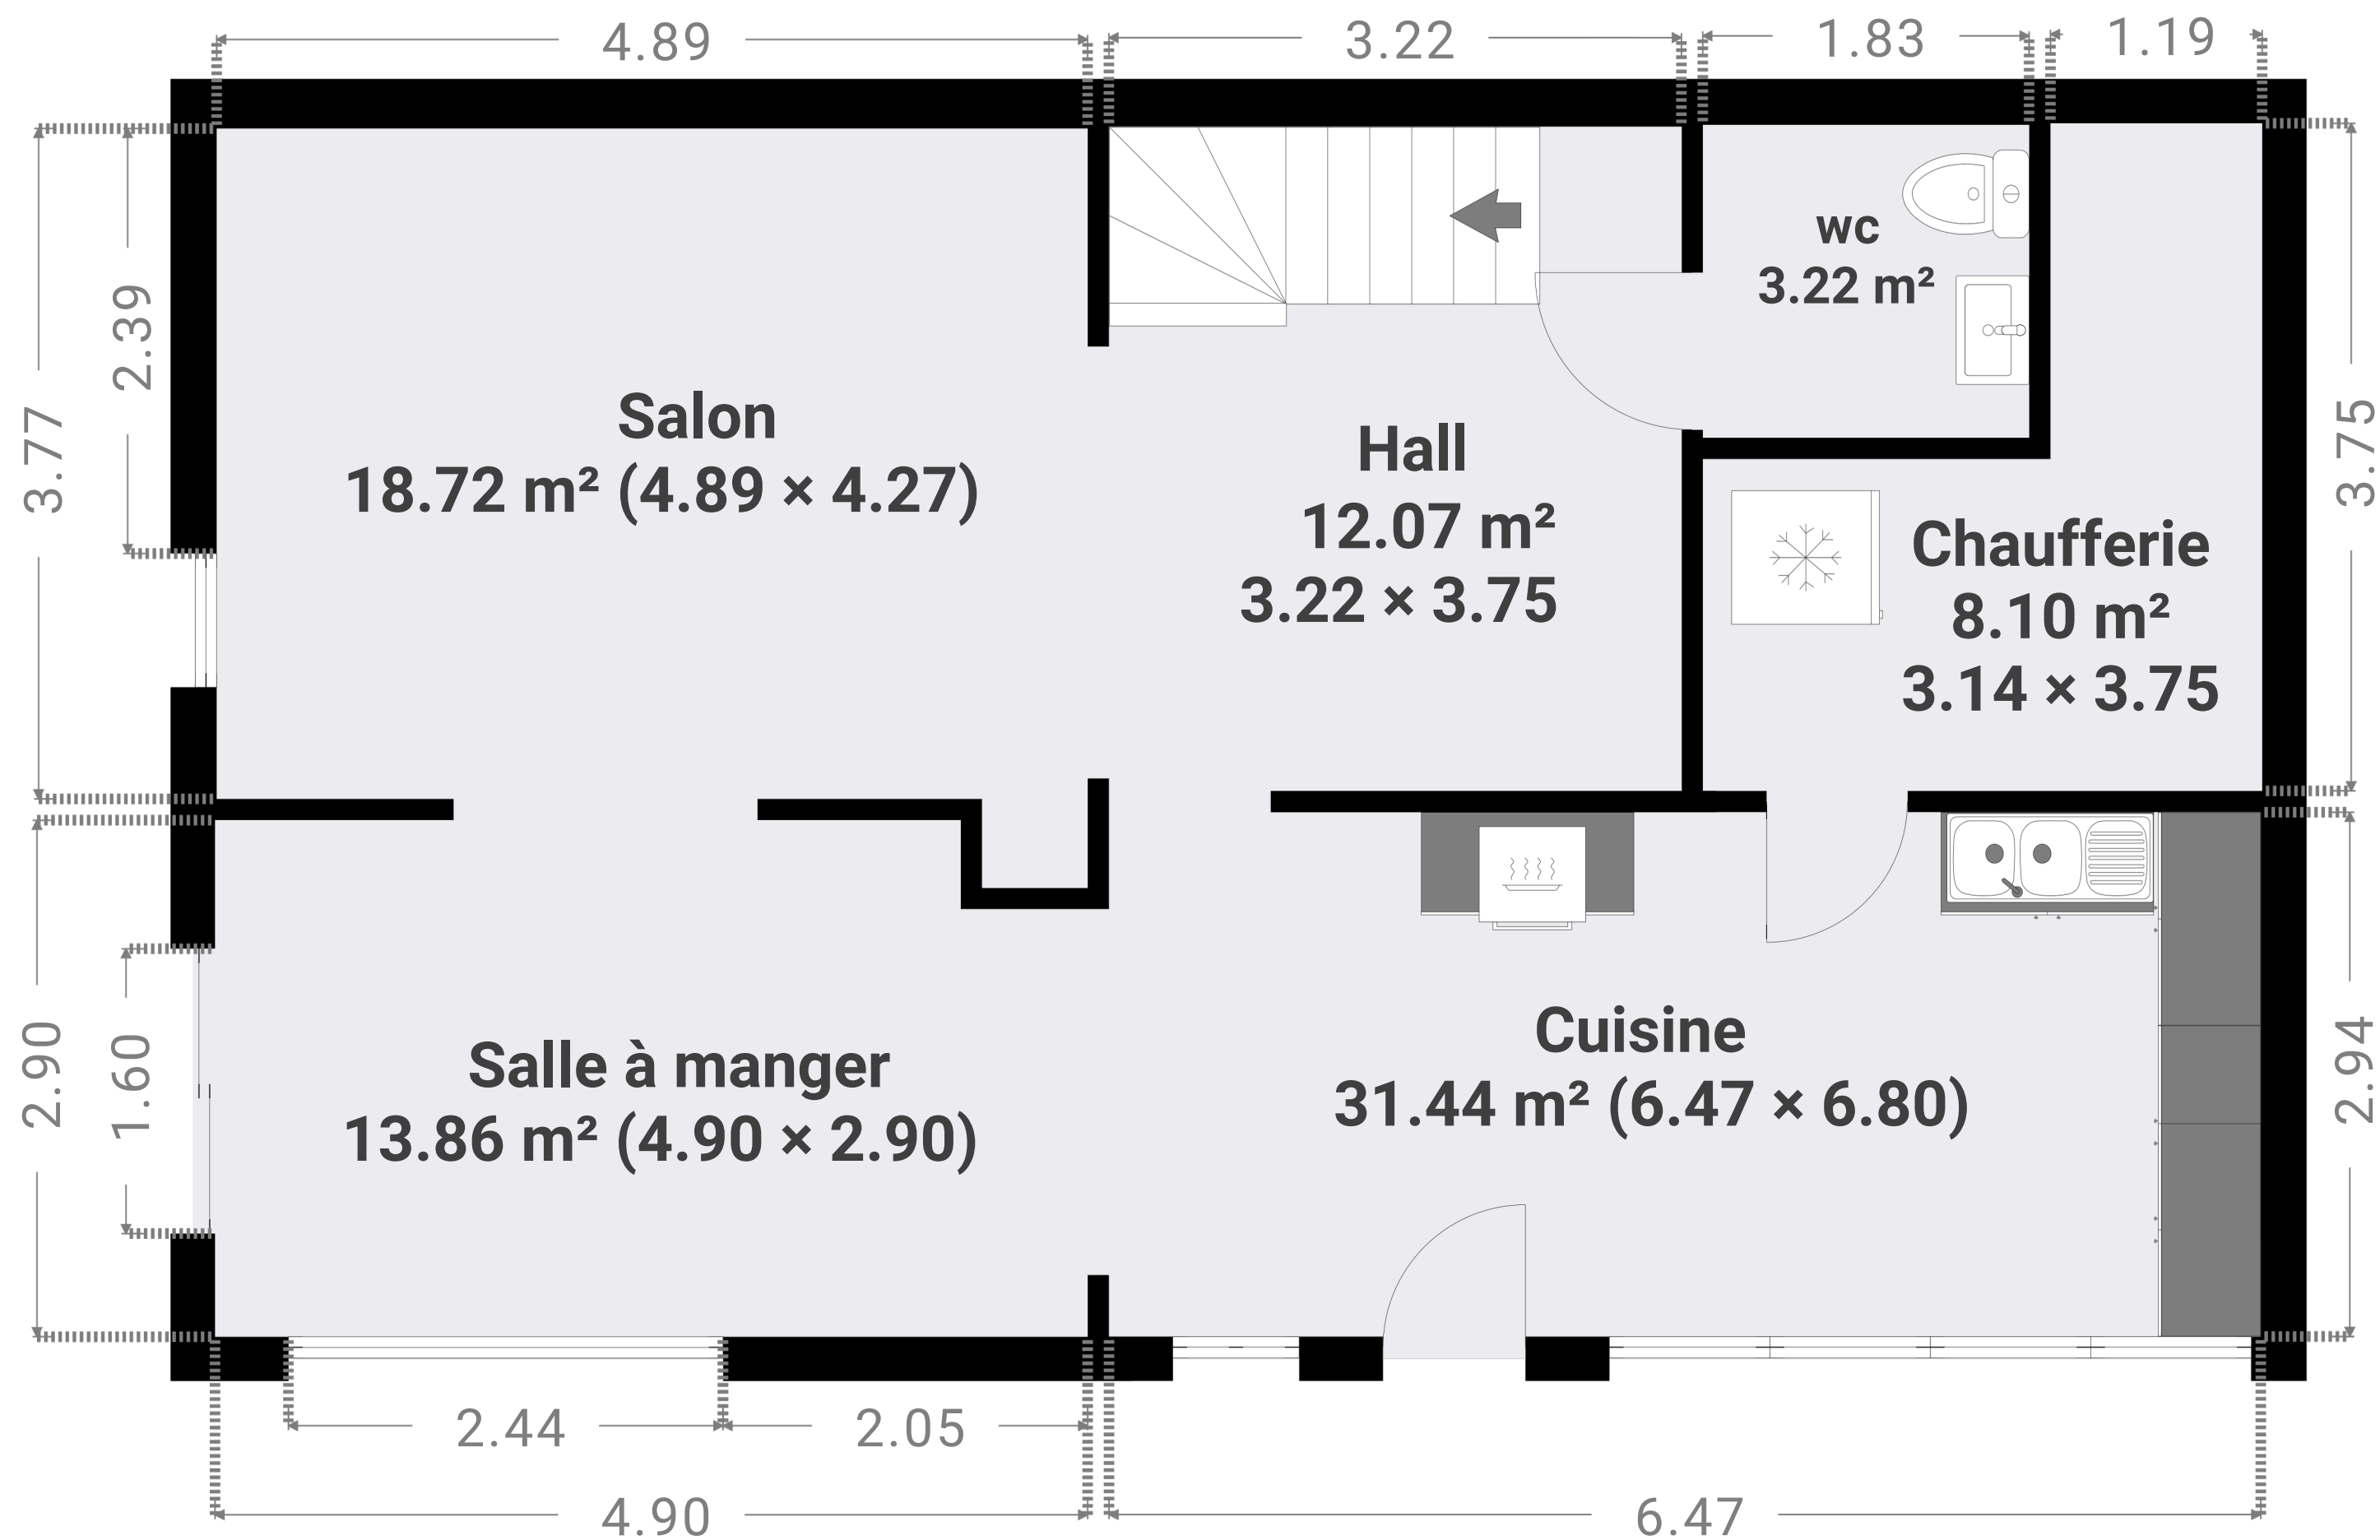 4.89
3.22
1.83
1.19
3.77
2.39
3.75
wc
3.22 m²
Salon
18.72 m² (4.89 × 4.27)
Hall
12.07 m²
3.22 × 3.75
Chaufferie
8.10 m²
3.14 × 3.75
2.90
1.60
2.94
Salle à manger
13.86 m² (4.90 × 2.90)
Cuisine
31.44 m² (6.47 × 6.80)
2.44
2.05
4.90
6.47